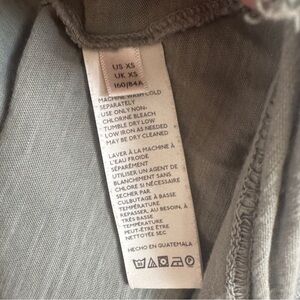 US XS
UK XS
160/84A
MACHINE WASH COLD
SEPARATELY
USE ONLY NON-
CHLORINE BLEACH
TUMBLE DRY LOW
LOW IRON AS NEEDED
MAY BE DRY CLEANED
LAVER À LA MACHINE À
L'EAU FROIDE
SÉPARÉMENT
UTILISER UN AGENT DE
BLANCHIMENT SANS
CHLORE SI NÉCESSAIRE
SECHER PAR
CULBUTAGE À BASSE
TEMPÉRATURE
REPASSER, AU BESOIN, À
TRÈS BASSE
TEMPÉRATURE
PEUT-ÊTRE ÊTRE
NETTOYÉE SEC
HECHO EN GUATEMALA